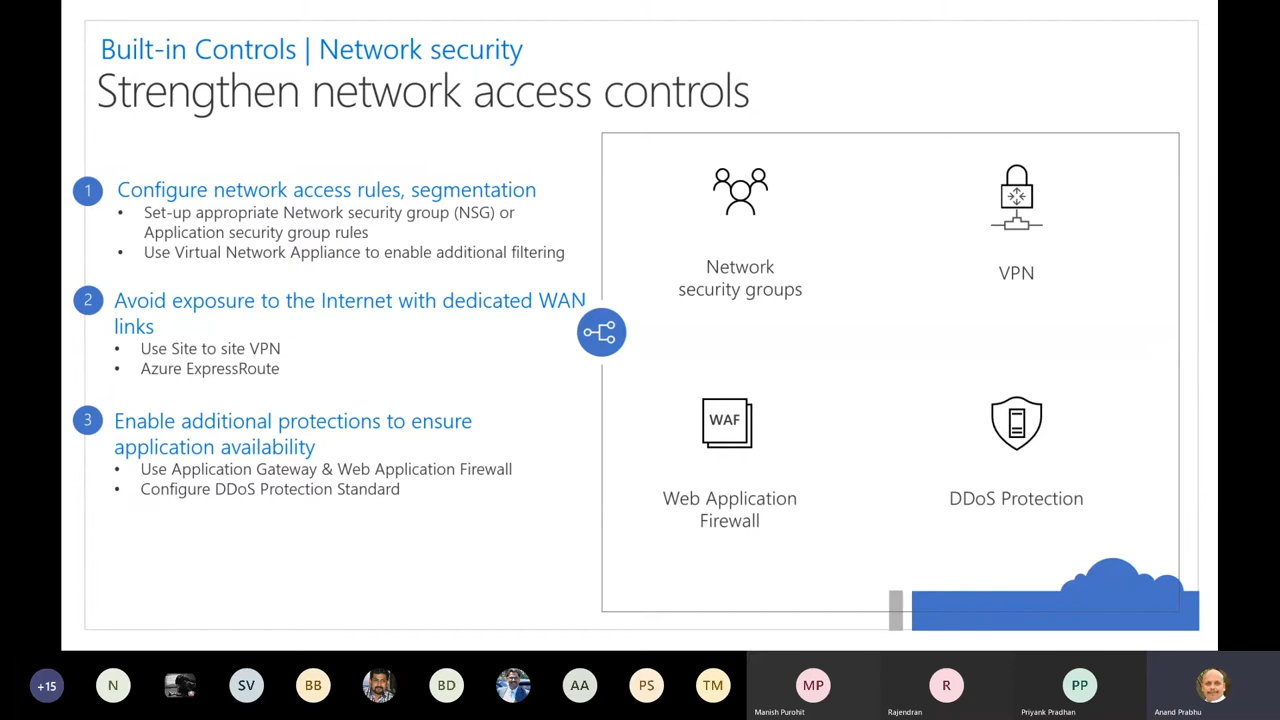 Built-in Controls | Network security
Strengthen network access controls
1
Configure network access rules, segmentation
• Set-up appropriate Network security group (NSG) or
Application security group rules
• Use Virtual Network Appliance to enable additional filtering
2
Avoid exposure to the Internet with dedicated WAN
links
• Use Site to site VPN
• Azure ExpressRoute
3
Enable additional protections to ensure
application availability
• Use Application Gateway & Web Application Firewall
• Configure DDoS Protection Standard
Network
security groups
VPN
WAF
Web Application
Firewall
DDoS Protection
+15
N
SV
BB
BD
AA
PS
TM
MP
Manish Purohit
R
Rajendran
PP
Priyank Pradhan
Anand Prabhu